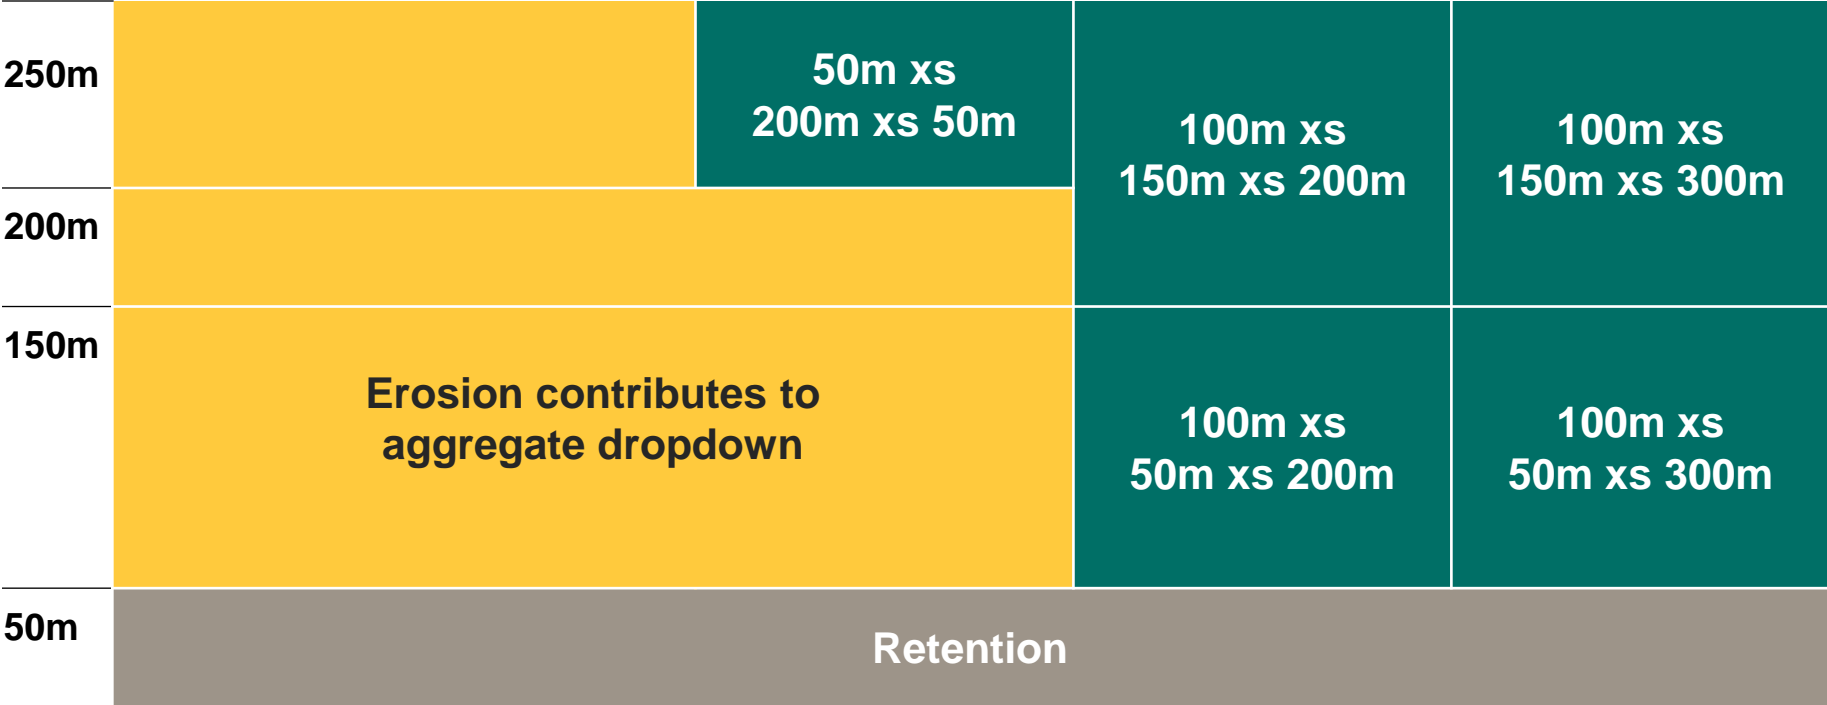 250m
50m xs
200m xs 50m
100m xs
150m xs 200m
100m xs
150m xs 300m
200m
150m
Erosion contributes to
aggregate dropdown
100m xs
50m xs 200m
100m xs
50m xs 300m
50m
Retention